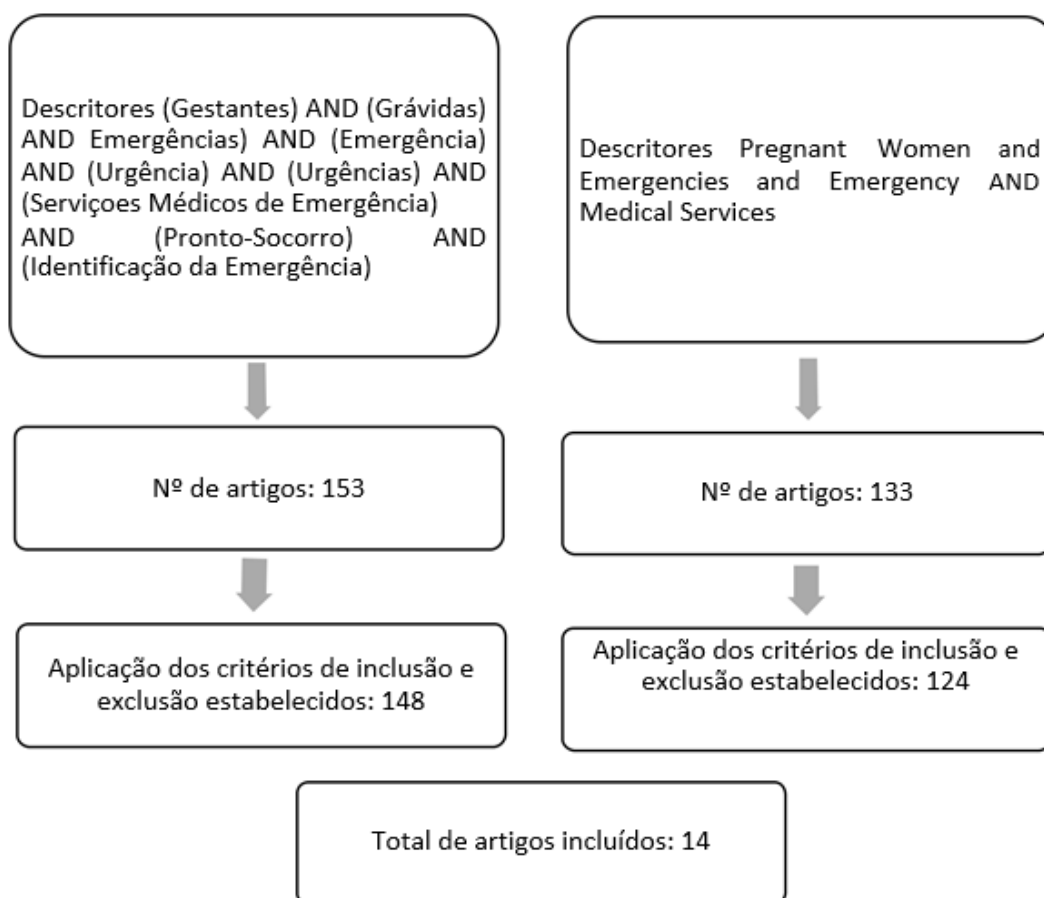 Descritores (Gestantes) AND (Grávidas)
AND Emergências) AND (Emergência)
AND (Urgência) AND (Urgências) AND
(Serviçoes Médicos de Emergência)
AND (Pronto-Socorro) AND
(Identificação da Emergência)
Descritores Pregnant Women and
Emergencies and Emergency AND
Medical Services
Nº de artigos: 153
Nº de artigos: 133
Aplicação dos critérios de inclusão e
exclusão estabelecidos: 148
Aplicação dos critérios de inclusão e
exclusão estabelecidos: 124
Total de artigos incluídos: 14